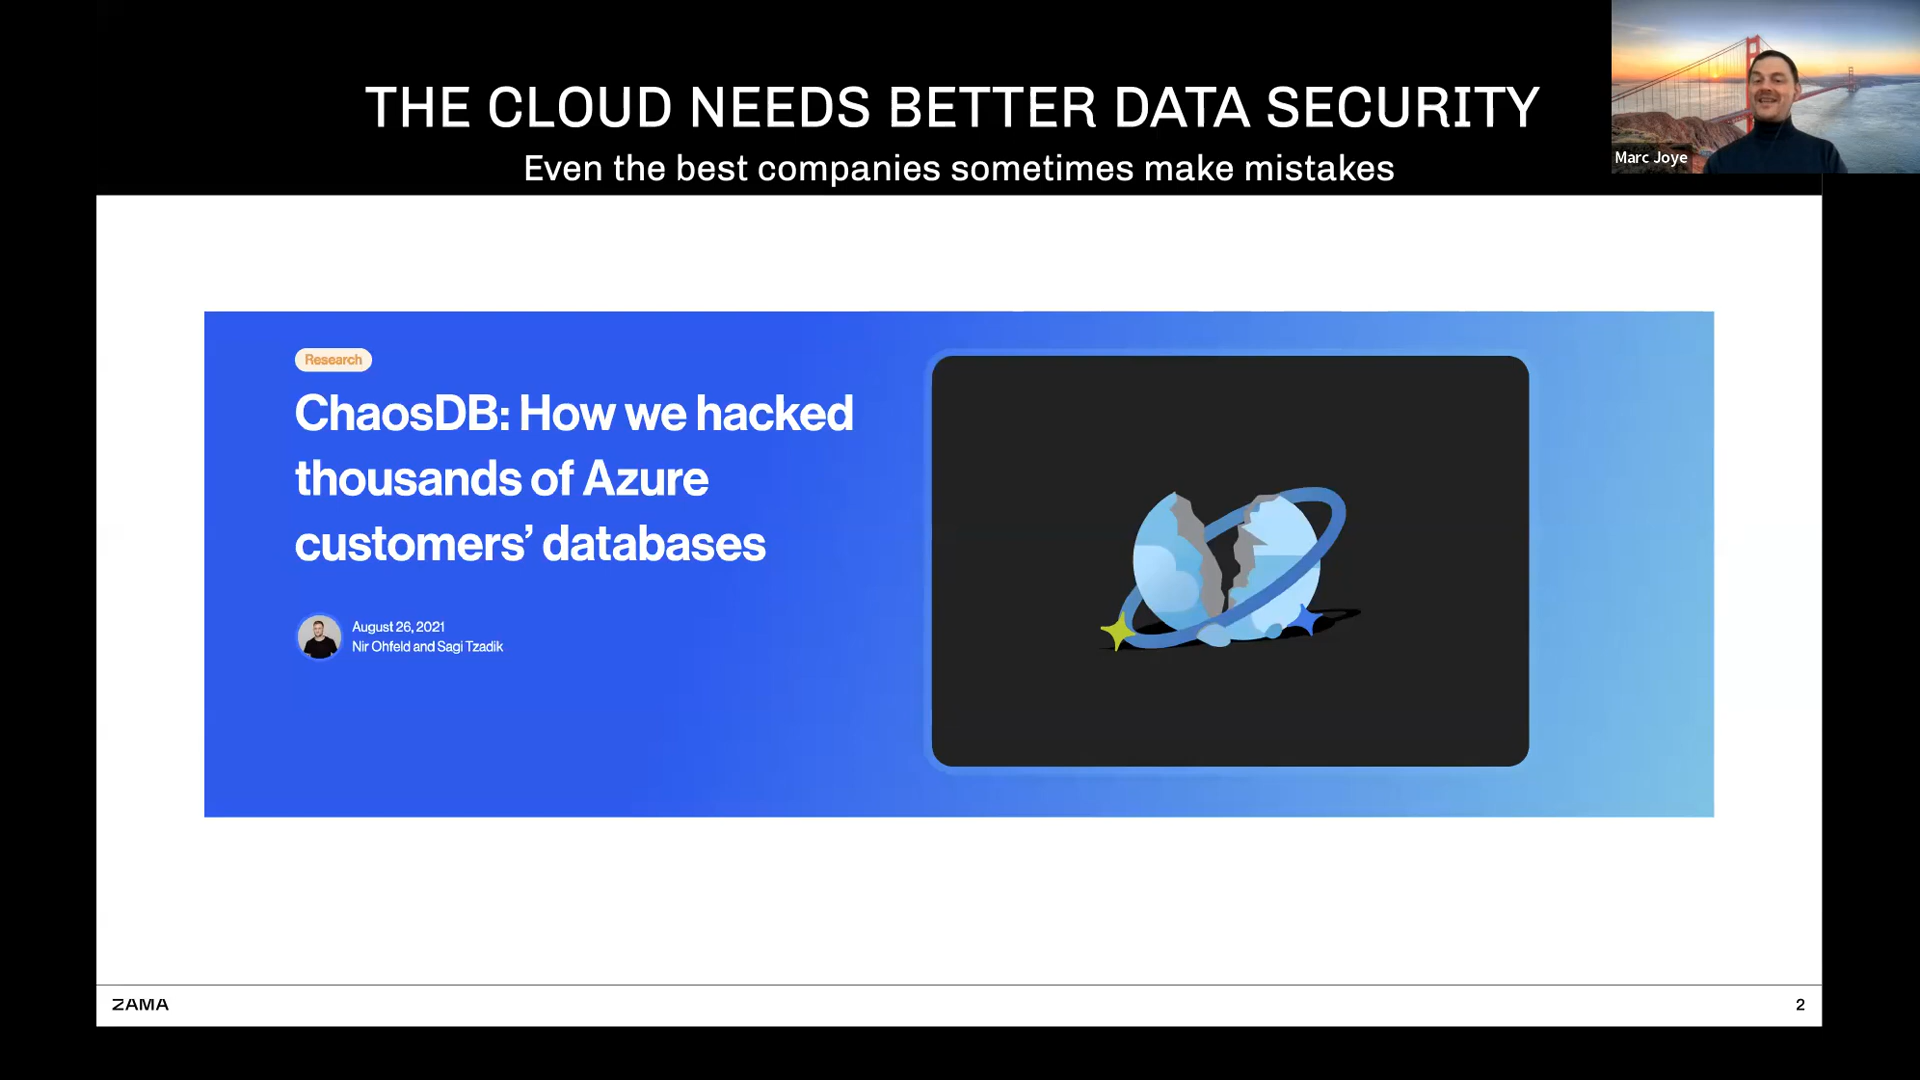 THE CLOUD NEEDS BETTER DATA SECURITY
Even the best companies sometimes make mistakes
Marc Joye
Research
ChaosDB: How we hacked
thousands of Azure
customers’ databases
August 26, 2021
Nir Ohfeld and Sagi Tzadik
ZAMA
2